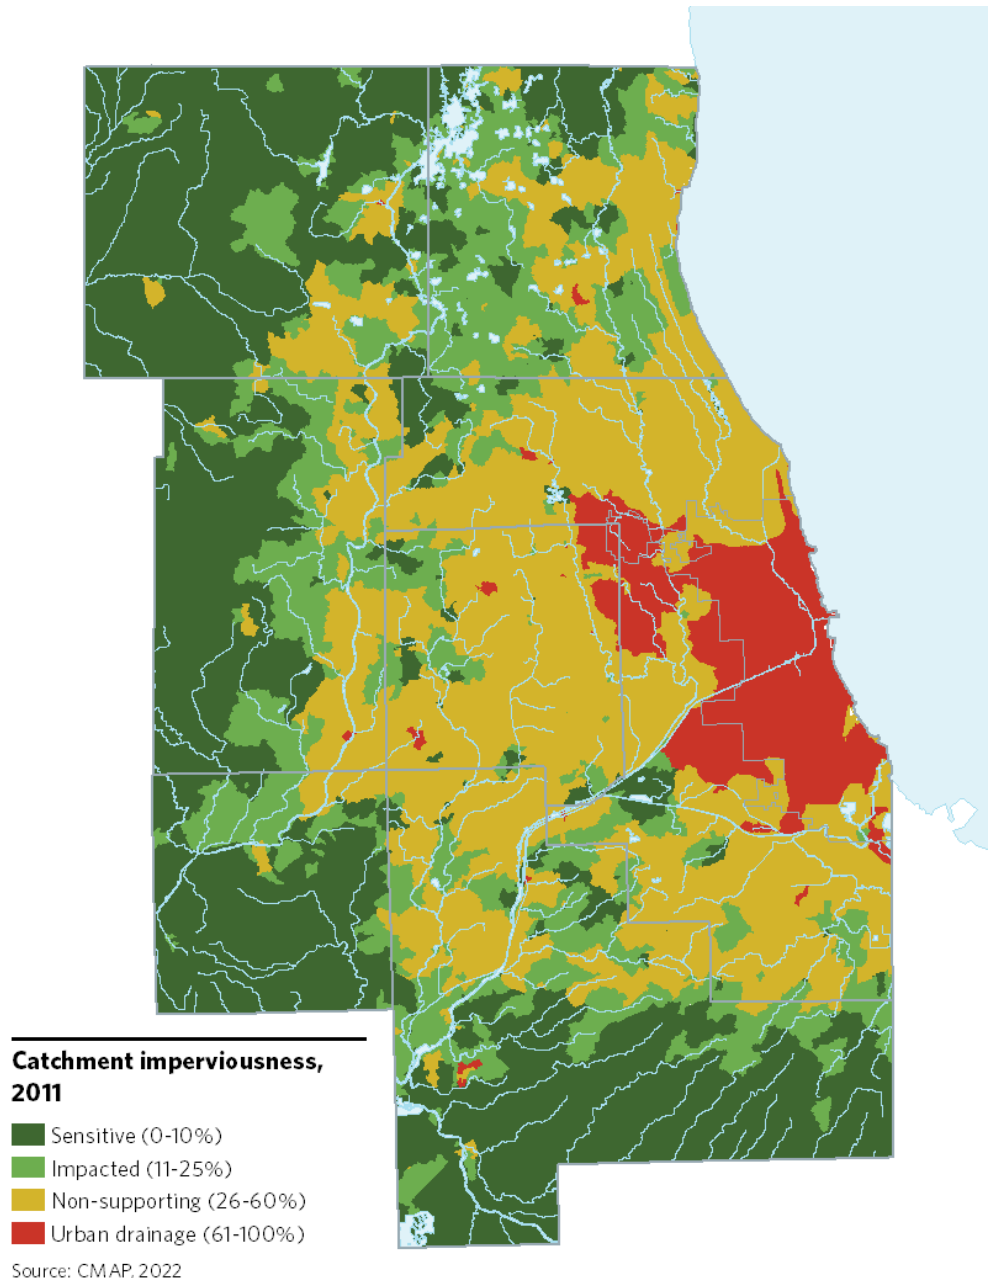 Catchment imperviousness,
2011
Sensitive (0-10%)
Impacted (11-25%)
Non-supporting (26-60%)
Urban drainage (61-100%)
Source: CMAP, 2022